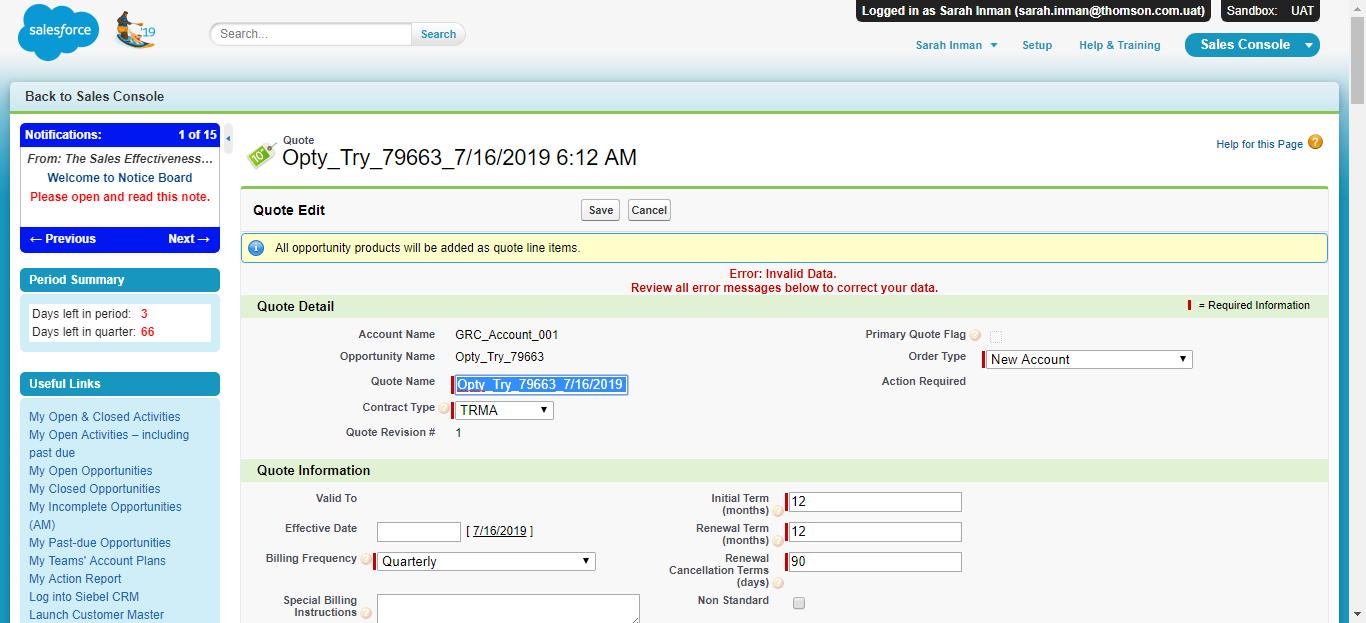 Logged in as Sarah Inman (sarah.inman@thomson.com.uat)
Sandbox: UAT
salesforce
'19
Search...
Search
Sarah Inman
Setup
Help & Training
Sales Console
Back to Sales Console
Notifications: 1 of 15
From: The Sales Effectiveness...
Welcome to Notice Board
Please open and read this note.
← Previous Next →
Period Summary
Days left in period: 3
Days left in quarter: 66
Useful Links
My Open & Closed Activities
My Open Activities – including
past due
My Open Opportunities
My Closed Opportunities
My Incomplete Opportunities
(AM)
My Past-due Opportunities
My Teams' Account Plans
My Action Report
Log into Siebel CRM
Launch Customer Master
10%
Quote
Opty_Try_79663_7/16/2019 6:12 AM
Help for this Page ?
Quote Edit
Save
Cancel
All opportunity products will be added as quote line items.
Error: Invalid Data.
Review all error messages below to correct your data.
Quote Detail
= Required Information
Account Name GRC_Account_001
Opportunity Name Opty_Try_79663
Quote Name Opty_Try_79663_7/16/2019
Contract Type TRMA
Quote Revision # 1
Primary Quote Flag
Order Type New Account
Action Required
Quote Information
Valid To
Effective Date [ 7/16/2019 ]
Billing Frequency Quarterly
Special Billing
Instructions
Initial Term
(months) 12
Renewal Term
(months) 12
Renewal
Cancellation Terms
(days) 90
Non Standard